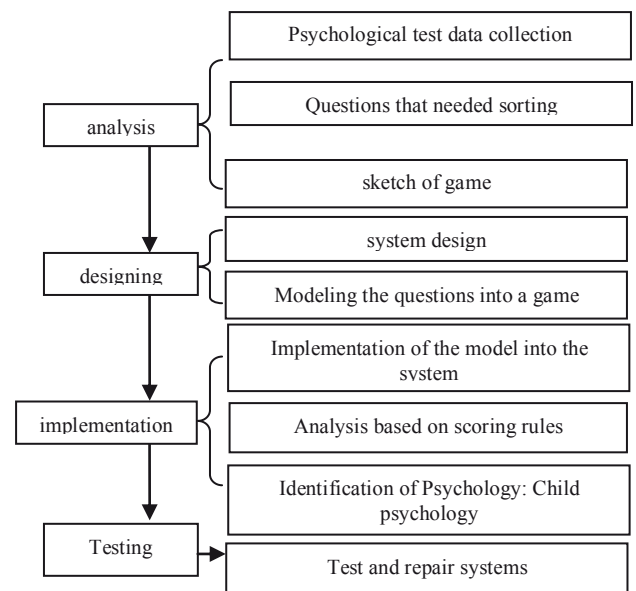 Psychological test data collection
Questions that needed sorting
analysis
sketch of game
system design
designing
Modeling the questions into a game
Implementation of the model into the
system
implementation
Analysis based on scoring rules
Identification of Psychology: Child
psychology
Testing
Test and repair systems